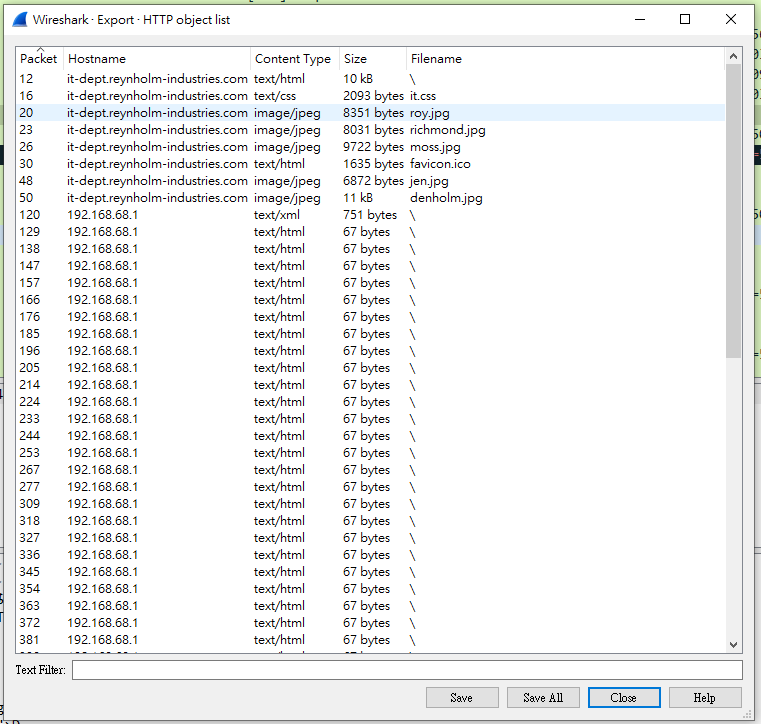 Wireshark · Export · HTTP object list
Packet Hostname Content Type Size Filename
12 it-dept.reynholm-industries.com text/html 10 kB \
16 it-dept.reynholm-industries.com text/css 2093 bytes it.css
20 it-dept.reynholm-industries.com image/jpeg 8351 bytes roy.jpg
23 it-dept.reynholm-industries.com image/jpeg 8031 bytes richmond.jpg
26 it-dept.reynholm-industries.com image/jpeg 9722 bytes moss.jpg
30 it-dept.reynholm-industries.com text/html 1635 bytes favicon.ico
48 it-dept.reynholm-industries.com image/jpeg 6872 bytes jen.jpg
50 it-dept.reynholm-industries.com image/jpeg 11 kB denholm.jpg
120 192.168.68.1 text/xml 751 bytes \
129 192.168.68.1 text/html 67 bytes \
138 192.168.68.1 text/html 67 bytes \
147 192.168.68.1 text/html 67 bytes \
157 192.168.68.1 text/html 67 bytes \
166 192.168.68.1 text/html 67 bytes \
176 192.168.68.1 text/html 67 bytes \
185 192.168.68.1 text/html 67 bytes \
196 192.168.68.1 text/html 67 bytes \
205 192.168.68.1 text/html 67 bytes \
214 192.168.68.1 text/html 67 bytes \
224 192.168.68.1 text/html 67 bytes \
233 192.168.68.1 text/html 67 bytes \
244 192.168.68.1 text/html 67 bytes \
253 192.168.68.1 text/html 67 bytes \
267 192.168.68.1 text/html 67 bytes \
277 192.168.68.1 text/html 67 bytes \
309 192.168.68.1 text/html 67 bytes \
318 192.168.68.1 text/html 67 bytes \
327 192.168.68.1 text/html 67 bytes \
336 192.168.68.1 text/html 67 bytes \
345 192.168.68.1 text/html 67 bytes \
354 192.168.68.1 text/html 67 bytes \
363 192.168.68.1 text/html 67 bytes \
372 192.168.68.1 text/html 67 bytes \
381 192.168.68.1 text/html 67 bytes \
Text Filter:
Save Save All Close Help